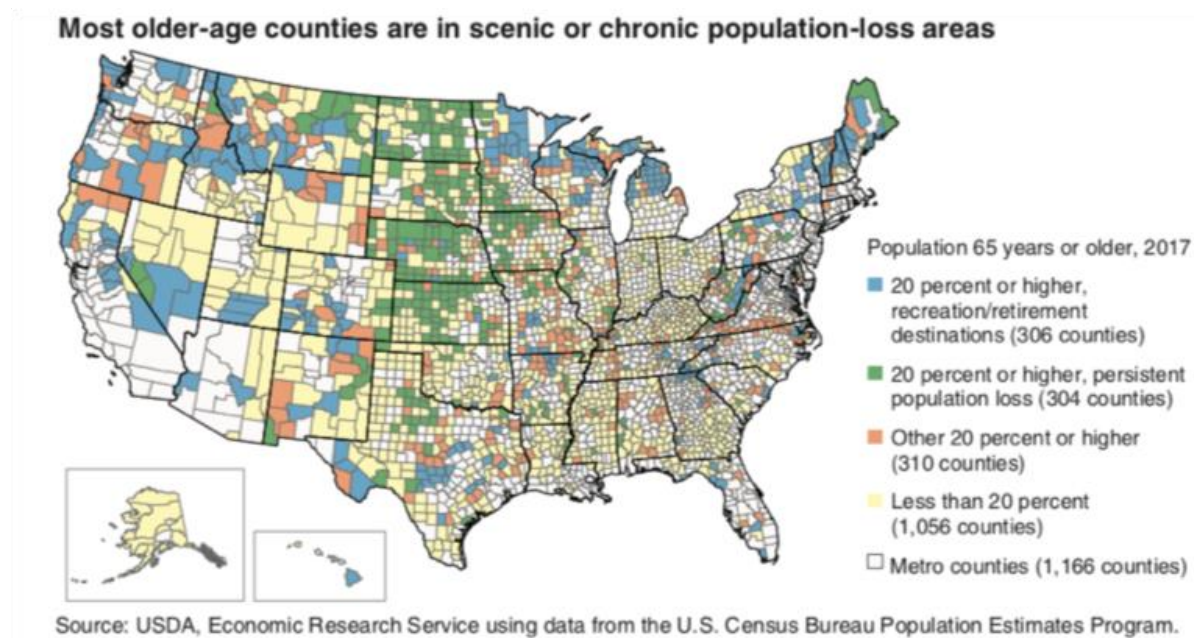 Most older-age counties are in scenic or chronic population-loss areas
Population 65 years or older, 2017
20 percent or higher,
recreation/retirement
destinations (306 counties)
20 percent or higher, persistent
population loss (304 counties)
Other 20 percent or higher
(310 counties)
Less than 20 percent
(1,056 counties)
Metro counties (1,166 counties)
Source: USDA, Economic Research Service using data from the U.S. Census Bureau Population Estimates Program.